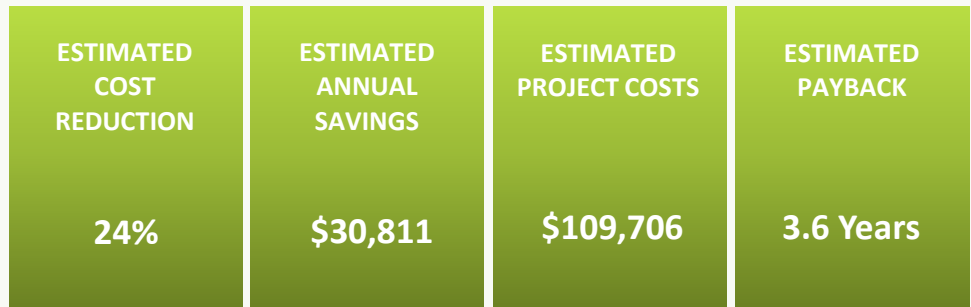 ESTIMATED
COST
REDUCTION
24%
ESTIMATED
ANNUAL
SAVINGS
$30,811
ESTIMATED
PROJECT COSTS
$109,706
ESTIMATED
PAYBACK
3.6 Years